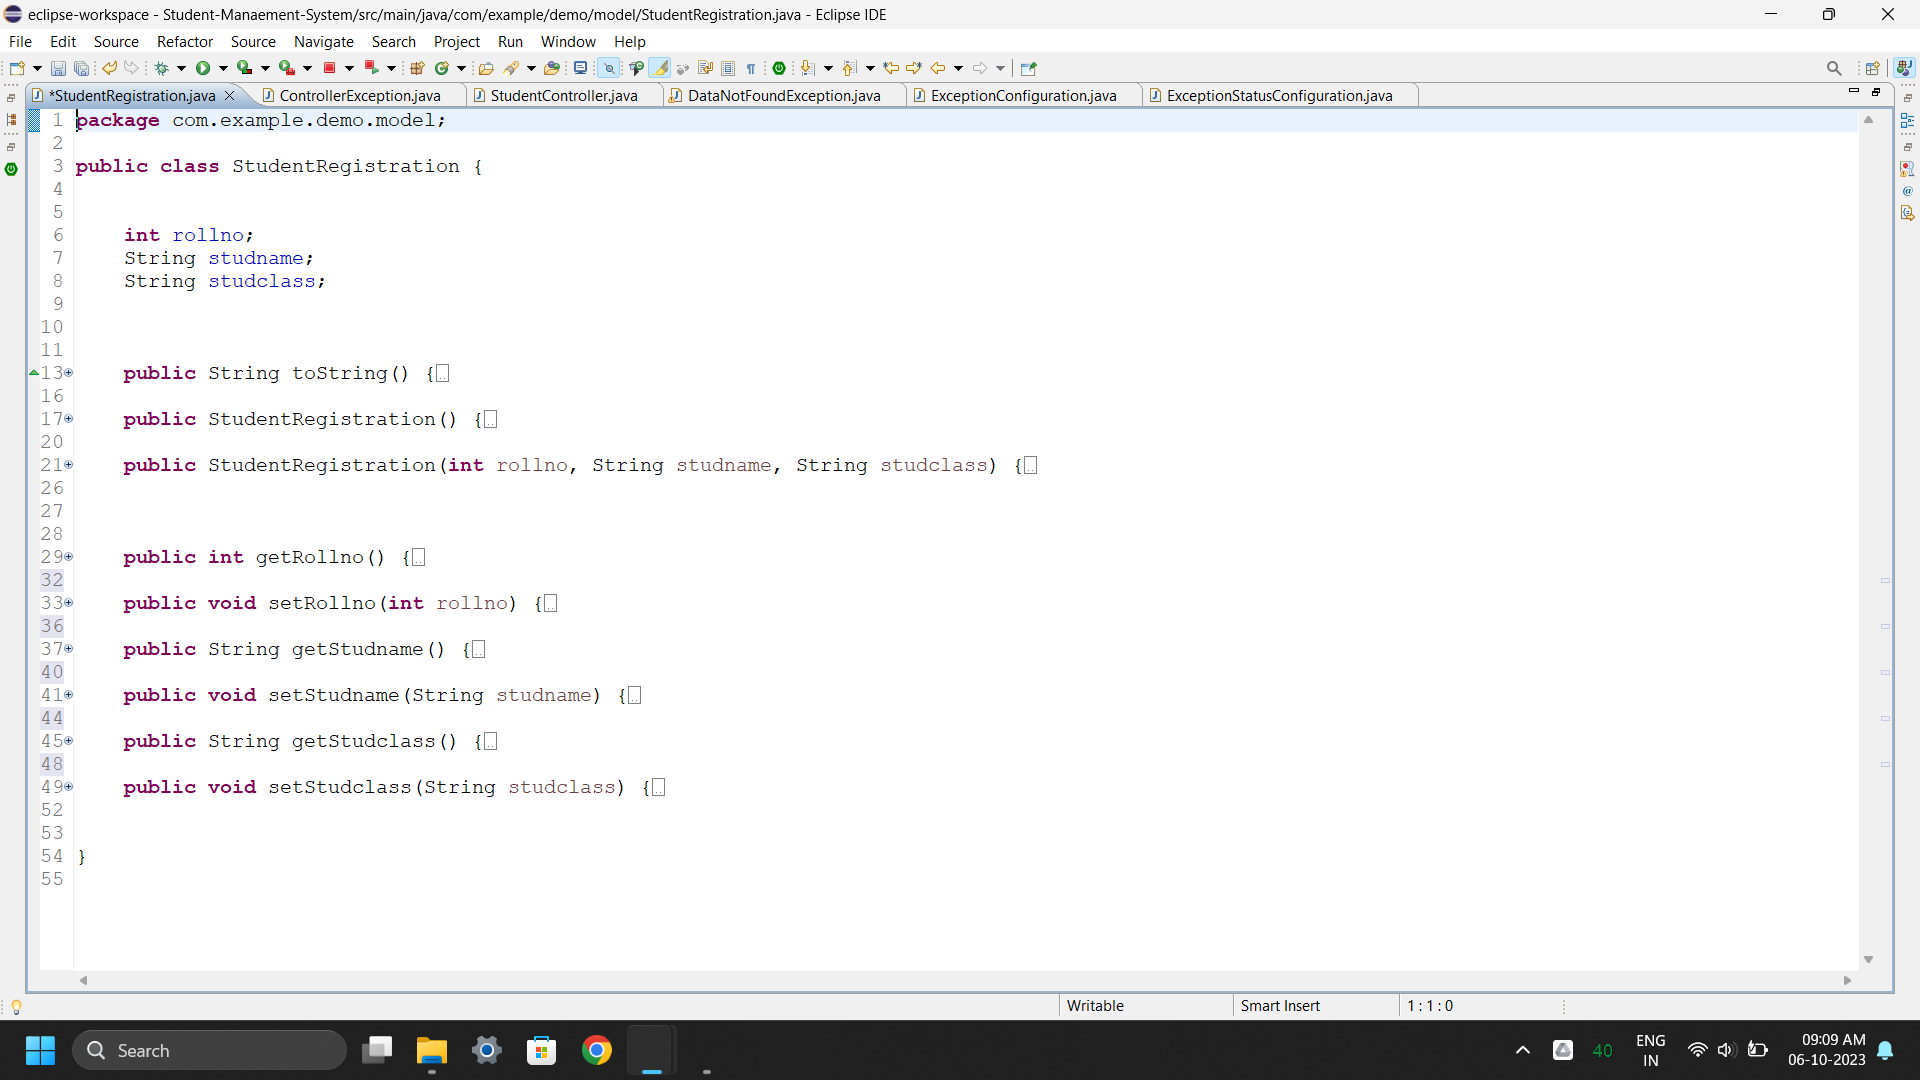 eclipse-workspace - Student-Manaement-System/src/main/java/com/example/demo/model/StudentRegistration.java - Eclipse IDE
File Edit Source Refactor Source Navigate Search Project Run Window Help
*StudentRegistration.java ControllerException.java StudentController.java DataNotFoundException.java ExceptionConfiguration.java ExceptionStatusConfiguration.java
1 package com.example.demo.model;
2
3 public class StudentRegistration {
4
5
6 int rollno;
7 String studname;
8 String studclass;
9
10
11
13 public String toString() {
16
17 public StudentRegistration() {
20
21 public StudentRegistration(int rollno, String studname, String studclass) {
26
27
28
29 public int getRollno() {
32
33 public void setRollno(int rollno) {
36
37 public String getStudname() {
40
41 public void setStudname(String studname) {
44
45 public String getStudclass() {
48
49 public void setStudclass(String studclass) {
52
53
54 }
55
Writable Smart Insert 1 : 1 : 0
Search 40 ENG IN 09:09 AM
06-10-2023